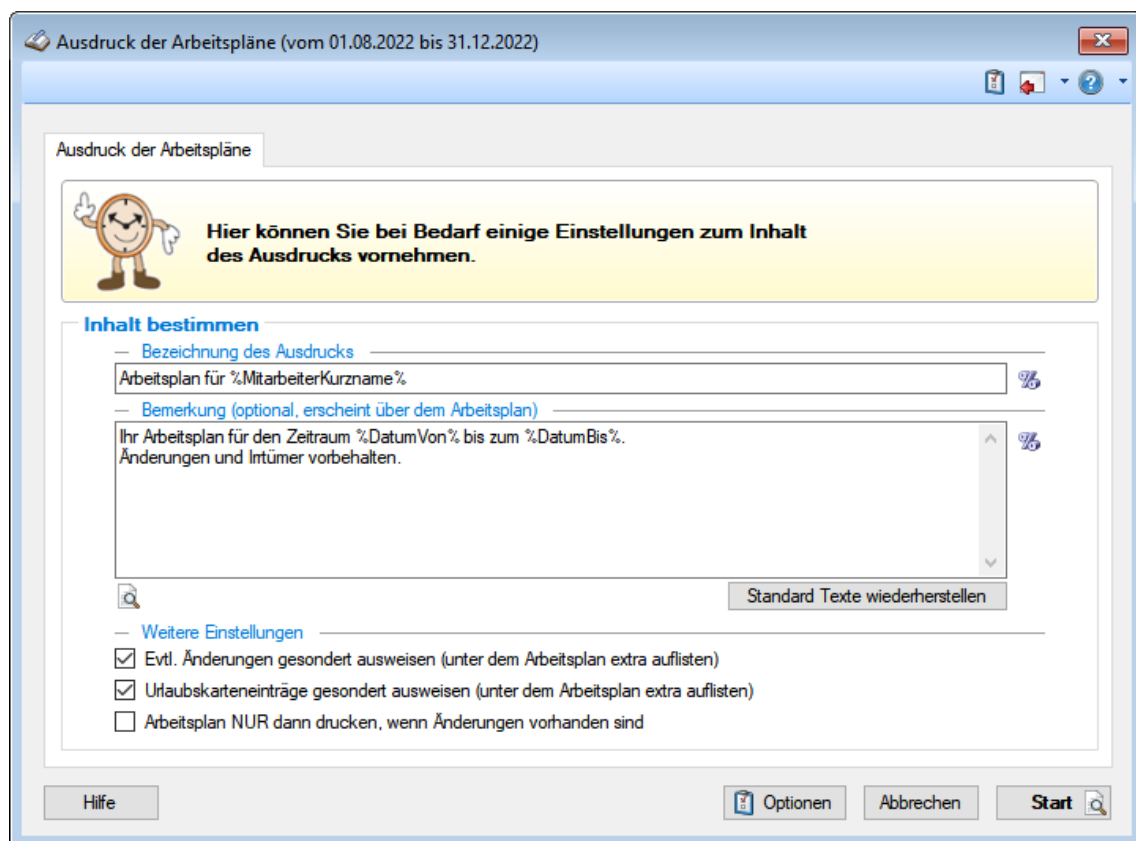 Ausdruck der Arbeitspläne (vom 01.08.2022 bis 31.12.2022)
Ausdruck der Arbeitspläne
Hier können Sie bei Bedarf einige Einstellungen zum Inhalt
des Ausdrucks vornehmen.
Inhalt bestimmen
Bezeichnung des Ausdrucks
Arbeitsplan für %MitarbeiterKurzname%
Bemerkung (optional, erscheint über dem Arbeitsplan)
Ihr Arbeitsplan für den Zeitraum %DatumVon% bis zum %DatumBis%.
Änderungen und Irrtümer vorbehalten.
Standard Texte wiederherstellen
Weitere Einstellungen
Evtl. Änderungen gesondert ausweisen (unter dem Arbeitsplan extra auflisten)
Urlaubskarteneinträge gesondert ausweisen (unter dem Arbeitsplan extra auflisten)
Arbeitsplan NUR dann drucken, wenn Änderungen vorhanden sind
Hilfe
Optionen
Abbrechen
Start